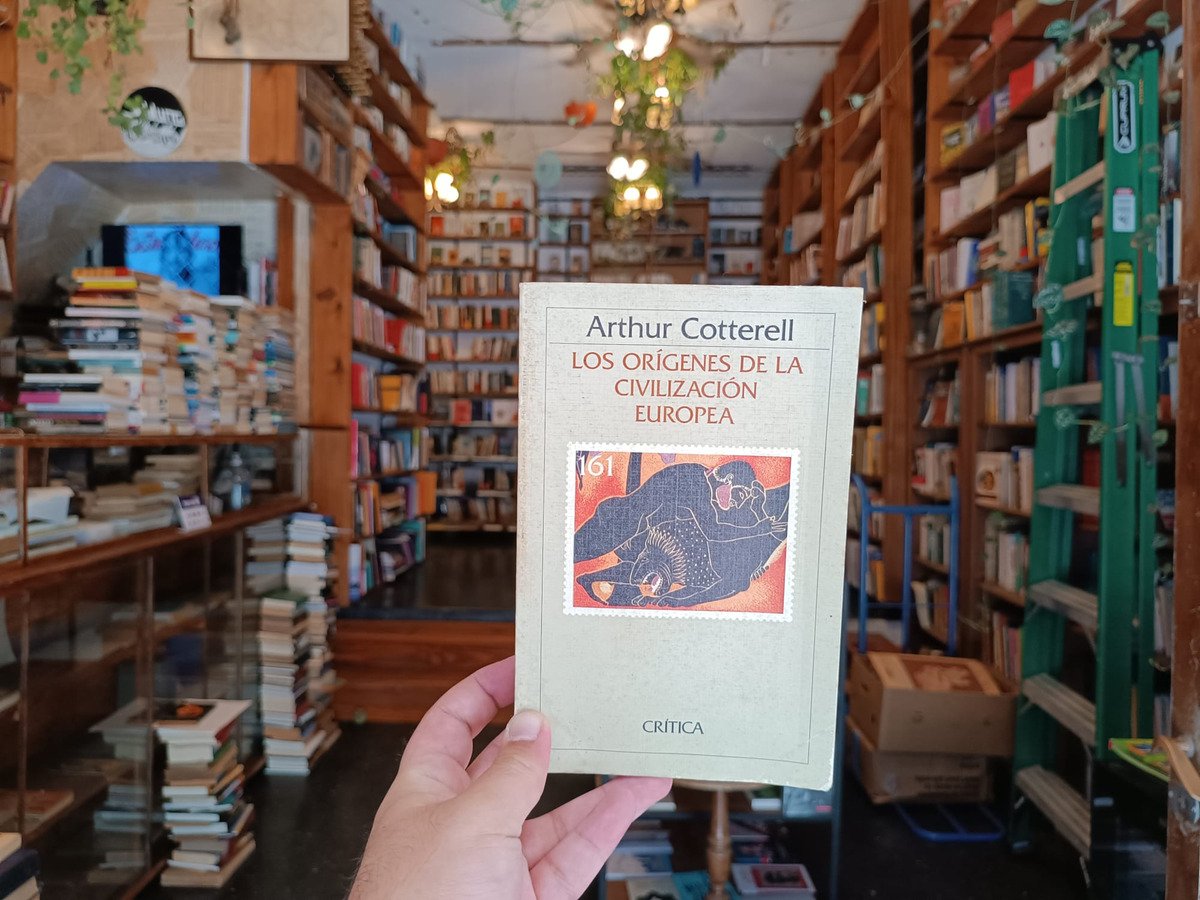 Arthur Cotterell
LOS ORÍGENES DE LA
CIVILIZACIÓN
EUROPEA
161
CRÍTICA